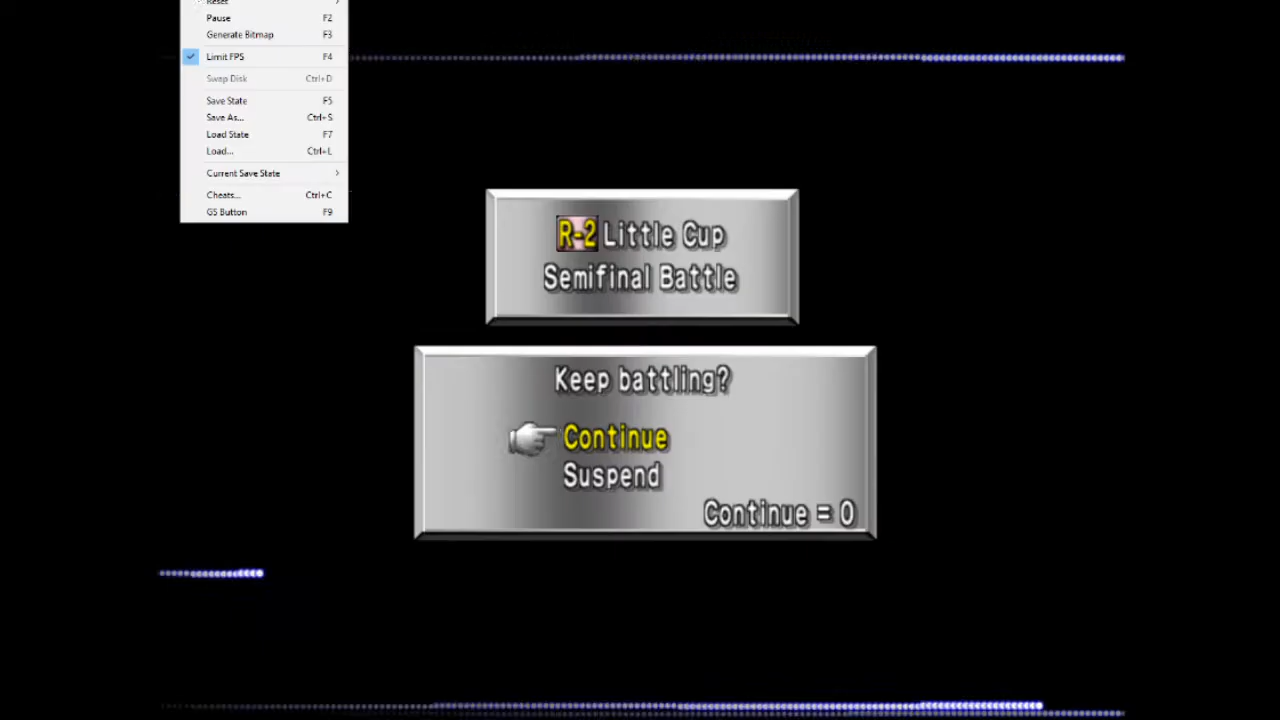 Reset
Pause F2
Generate Bitmap F3
Limit FPS F4
Swap Disk Ctrl+D
Save State F5
Save As... Ctrl+S
Load State F7
Load... Ctrl+L
Current Save State
Cheats... Ctrl+C
GS Button F9
R-2 Little Cup
Semifinal Battle
Keep battling?
Continue
Suspend
Continue = 0